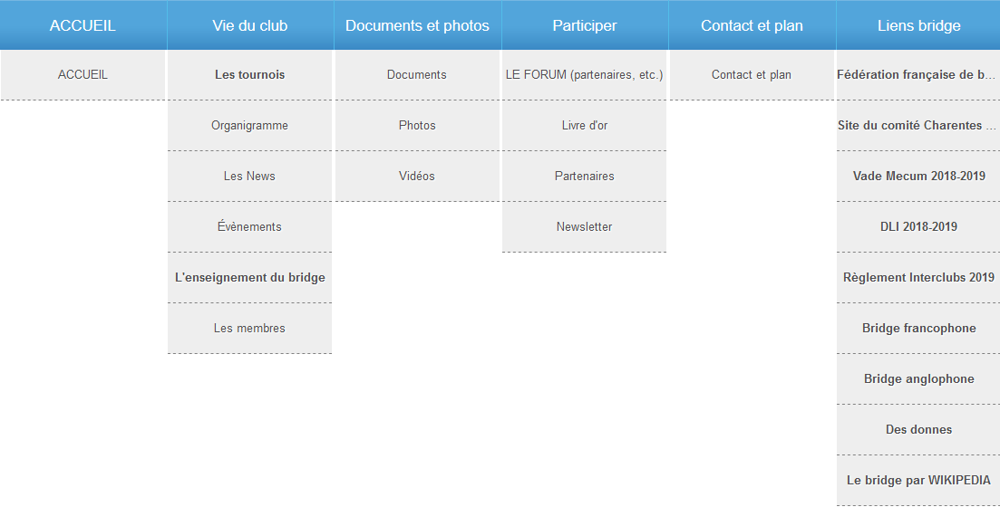 ACCUEIL Vie du club Documents et photos Participer Contact et plan Liens bridge
ACCUEIL Les tournois Documents LE FORUM (partenaires, etc.) Contact et plan Fédération française de b...
Organigramme Photos Livre d'or Site du comité Charentes ...
Les News Vidéos Partenaires Vade Mecum 2018-2019
Évènements Newsletter DLI 2018-2019
L'enseignement du bridge Règlement Interclubs 2019
Les membres Bridge francophone
Bridge anglophone
Des donnes
Le bridge par WIKIPEDIA